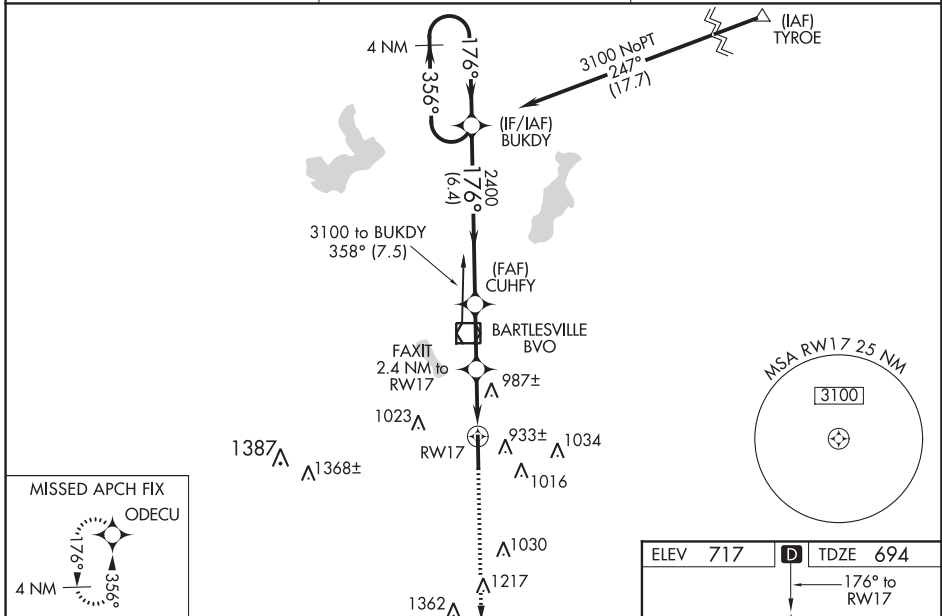 4 NM
176°
356°
(IAF)
TYROE
3100 NoPT
247°
(17.7)
(IF/IAF)
BUKDY
2400
176°
(6.4)
3100 to BUKDY
358° (7.5)
(FAF)
CUHFY
BARTLESVILLE
BVO
FAXIT
2.4 NM to
RW17
987±
1023
RW17
933±
1034
1016
1387
1368±
1030
1217
1362
MSA RW17 25 NM
3100
MISSED APCH FIX
ODECU
176°
356°
4 NM
ELEV 717 D TDZE 694
176° to
RW17